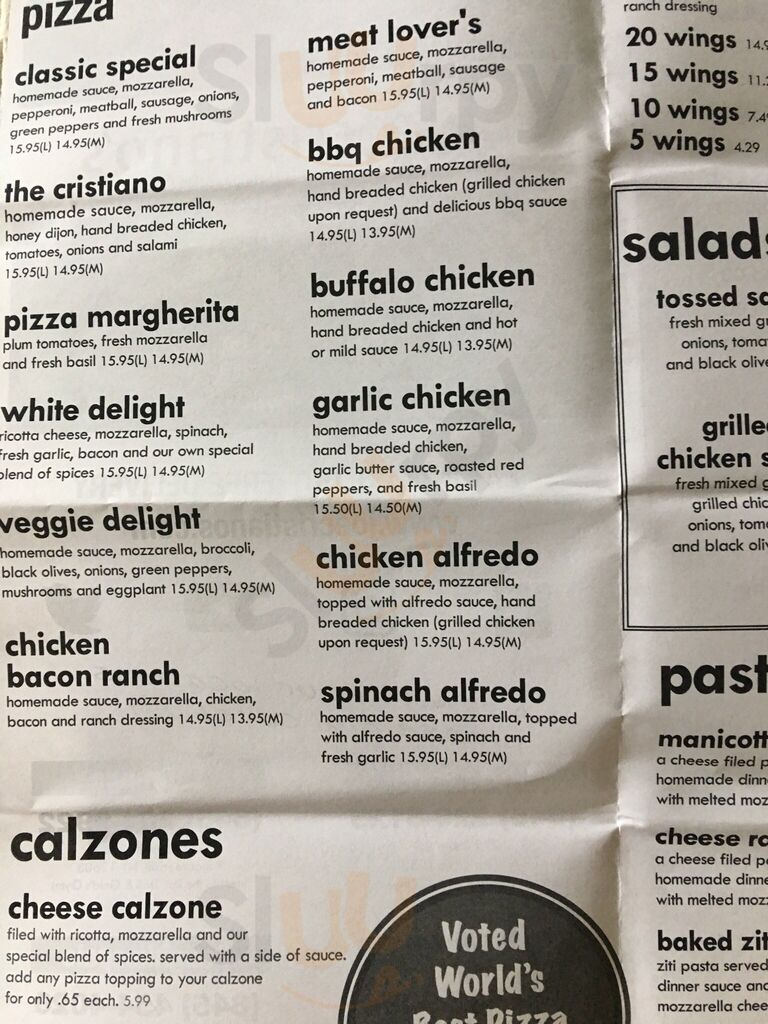 pizza
classic special
homemade sauce, mozzarella,
pepperoni, meatball, sausage, onions,
green peppers and fresh mushrooms
15.95(L) 14.95(M)
the cristiano
homemade sauce, mozzarella,
honey dijon, hand breaded chicken,
tomatoes, onions and salami
15.95(L) 14.95(M)
pizza margherita
plum tomatoes, fresh mozzarella
and fresh basil 15.95(L) 14.95(M)
white delight
ricotta cheese, mozzarella, spinach,
fresh garlic, bacon and our own special
blend of spices 15.95(L) 14.95(M)
veggie delight
homemade sauce, mozzarella, broccoli,
black olives, onions, green peppers,
mushrooms and eggplant 15.95(L) 14.95(M)
chicken
bacon ranch
homemade sauce, mozzarella, chicken,
bacon and ranch dressing 14.95(L) 13.95(M)
meat lover's
homemade sauce, mozzarella,
pepperoni, meatball, sausage
and bacon 15.95(L) 14.95(M)
bbq chicken
homemade sauce, mozzarella,
hand breaded chicken (grilled chicken
upon request) and delicious bbq sauce
14.95(L) 13.95(M)
buffalo chicken
homemade sauce, mozzarella,
hand breaded chicken and hot
or mild sauce 14.95(L) 13.95(M)
garlic chicken
homemade sauce, mozzarella,
hand breaded chicken,
garlic butter sauce, roasted red
peppers, and fresh basil
15.50(L) 14.50(M)
chicken alfredo
homemade sauce, mozzarella,
topped with alfredo sauce, hand
breaded chicken (grilled chicken
upon request) 15.95(L) 14.95(M)
spinach alfredo
homemade sauce, mozzarella, topped
with alfredo sauce, spinach and
fresh garlic 15.95(L) 14.95(M)
calzones
cheese calzone
filed with ricotta, mozzarella and our
special blend of spices. served with a side of sauce.
add any pizza topping to your calzone
for only .65 each. 5.99
Voted
World's
Best Pizza
ranch dressing
20 wings 14.9
15 wings 11.
10 wings 7.4
5 wings 4.29
salads
tossed
fresh mixed
onions,
and black
grilled
chicken
fresh mixed
grilled
onions,
and black
manicotti
a cheese filed
homemade
with melted
cheese
a cheese filed
homemade
with melted
baked ziti
ziti pasta served
dinner sauce
mozzarella